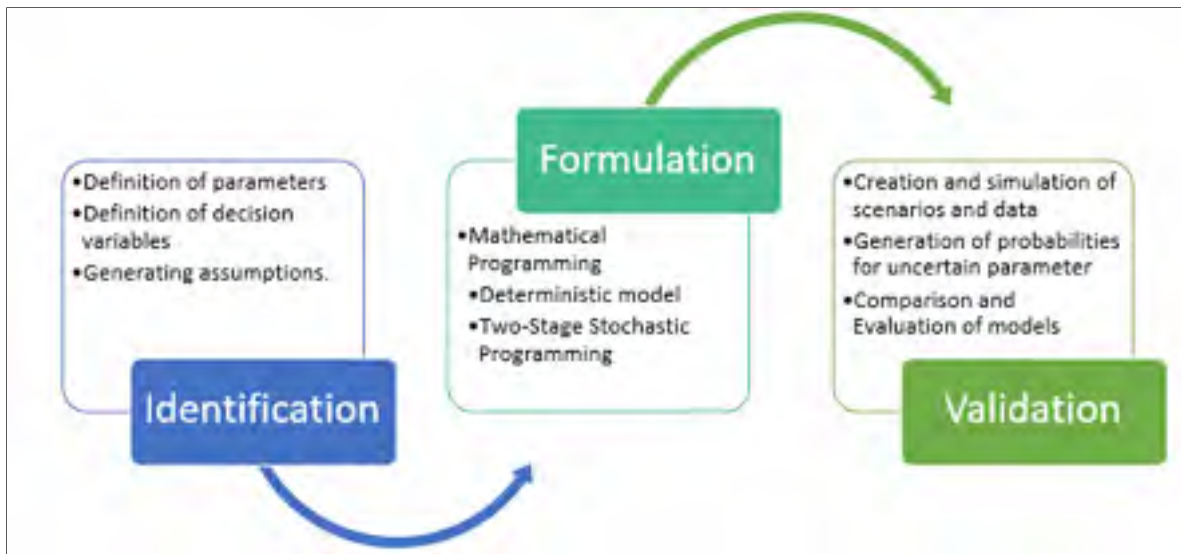 •Definition of parameters
•Definition of decision
variables
•Generating assumptions.
Identification
Formulation
•Mathematical
Programming
•Deterministic model
•Two-Stage Stochastic
Programming
•Creation and simulation of
scenarios and data
•Generation of probabilities
for uncertain parameter
•Comparison and
Evaluation of models
Validation